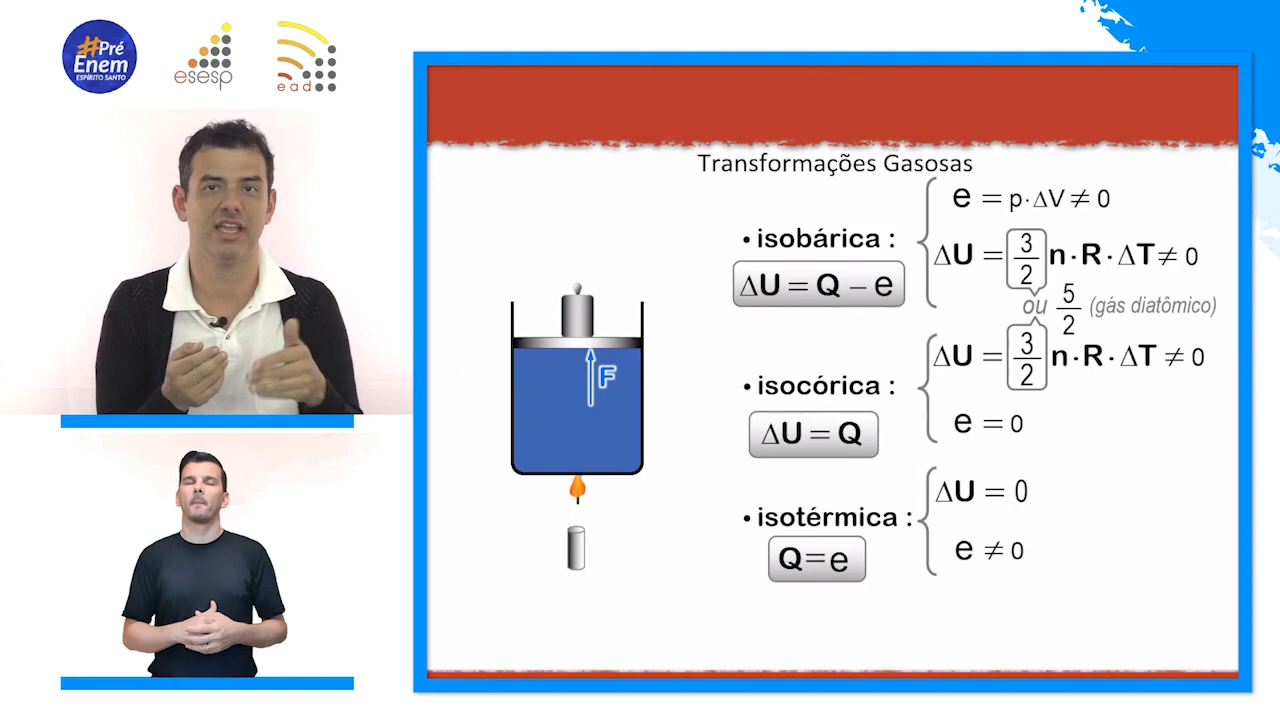 #Pré
Enem
ESPÍRITO SANTO
esesp
ead
Transformações Gasosas
• isobárica :
e = p·ΔV ≠ 0
ΔU = 3/2 n·R·ΔT ≠ 0
ΔU = Q – e
ou 5/2 (gás diatômico)
• isocórica :
ΔU = 3/2 n·R·ΔT ≠ 0
ΔU = Q
e = 0
F
• isotérmica :
ΔU = 0
Q=e
e ≠ 0